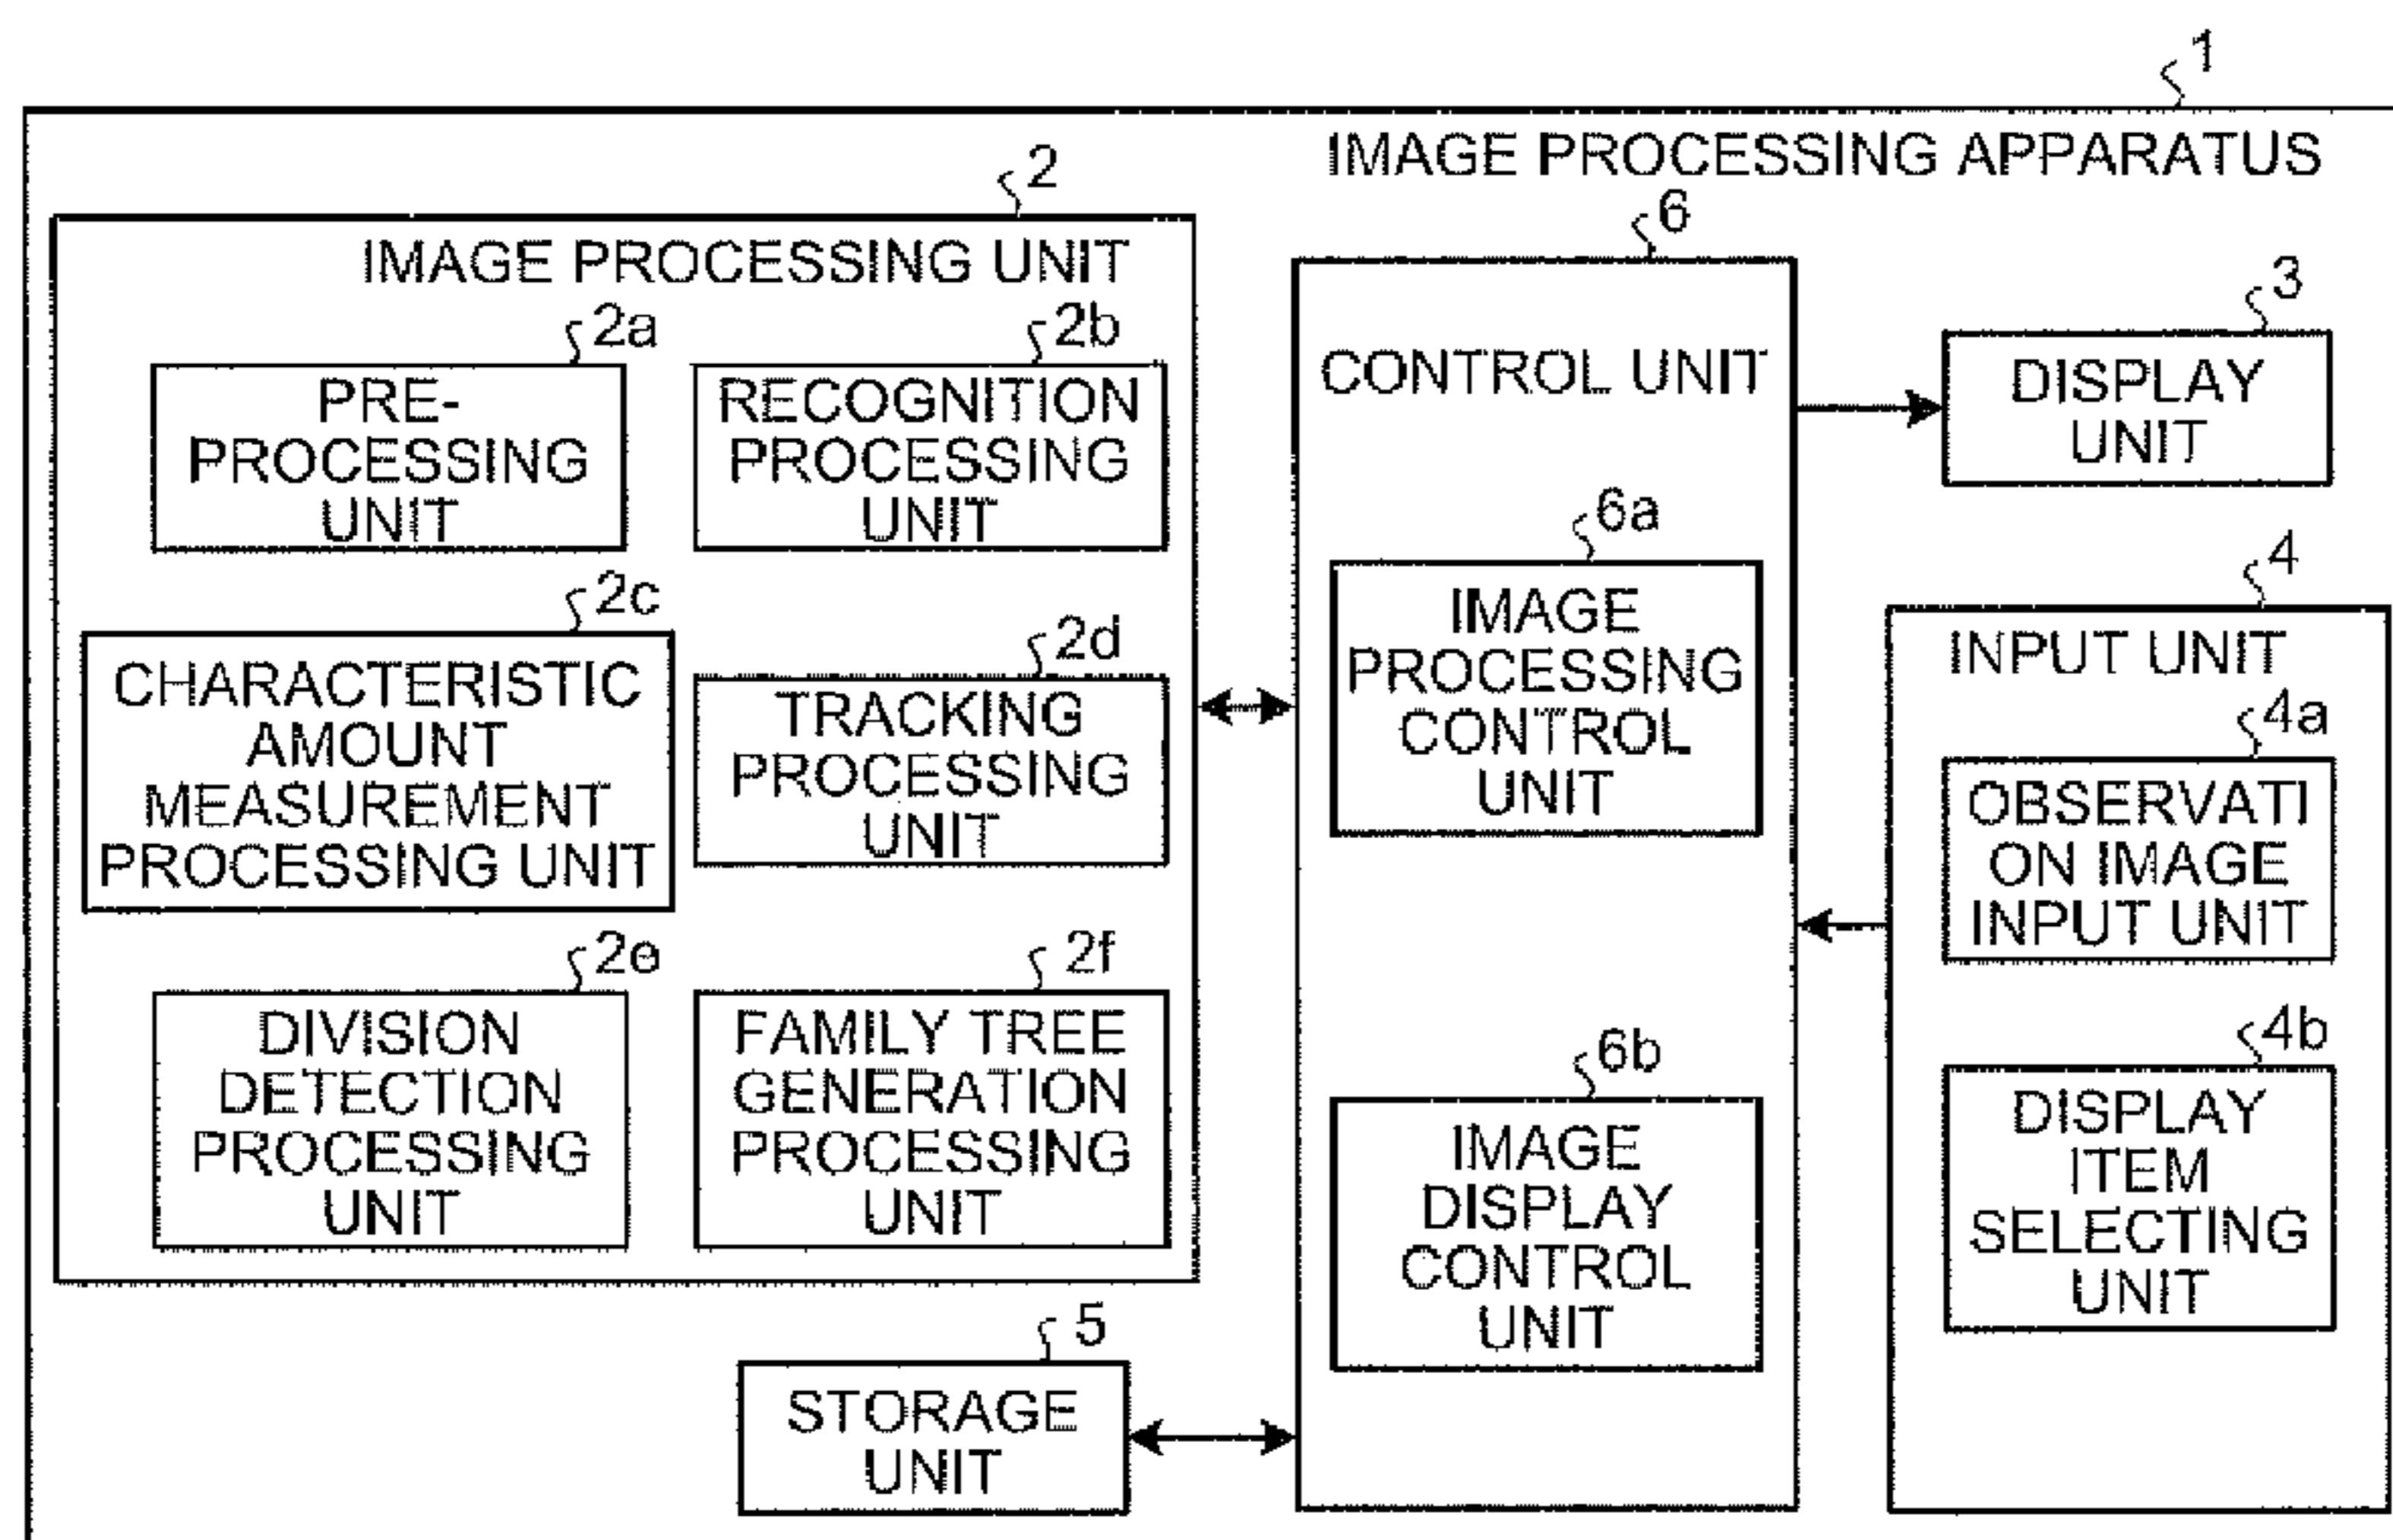 1
IMAGE PROCESSING APPARATUS
2
IMAGE PROCESSING UNIT
2a
PRE-
PROCESSING
UNIT
2b
RECOGNITION
PROCESSING
UNIT
2c
CHARACTERISTIC
AMOUNT
MEASUREMENT
PROCESSING UNIT
2d
TRACKING
PROCESSING
UNIT
2e
DIVISION
DETECTION
PROCESSING
UNIT
2f
FAMILY TREE
GENERATION
PROCESSING
UNIT
5
STORAGE
UNIT
6
CONTROL UNIT
6a
IMAGE
PROCESSING
CONTROL
UNIT
6b
IMAGE
DISPLAY
CONTROL
UNIT
3
DISPLAY
UNIT
4
INPUT UNIT
4a
OBSERVATI
ON IMAGE
INPUT UNIT
4b
DISPLAY
ITEM
SELECTING
UNIT